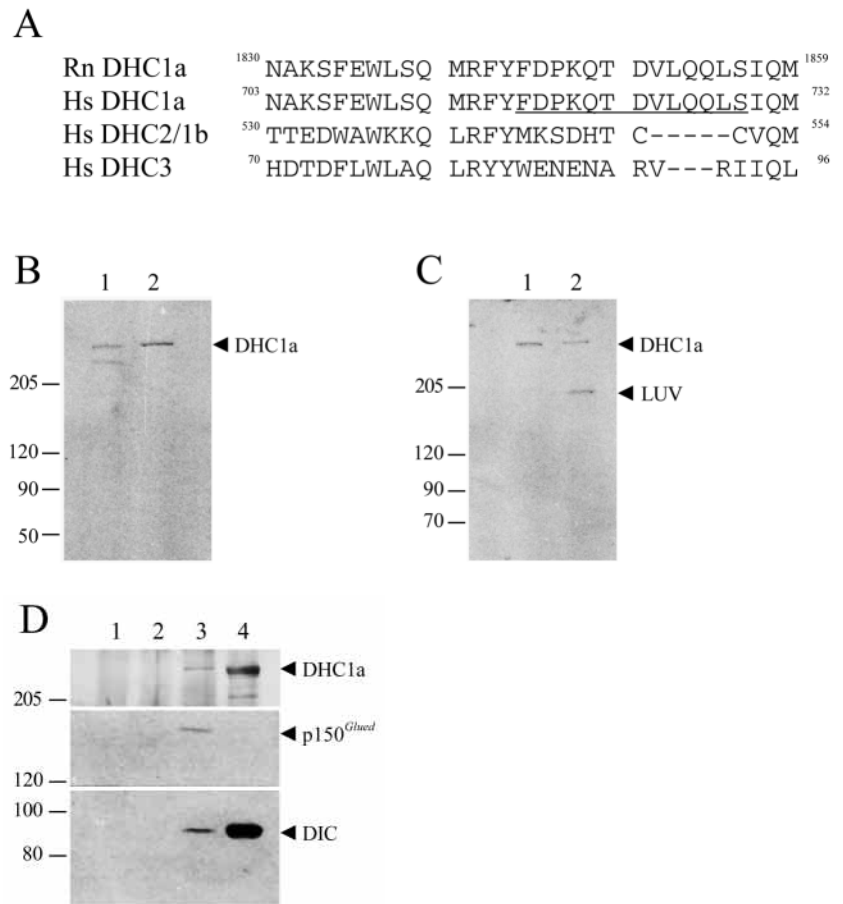 A
Rn DHC1a 1830 NAKSFEWLSQ MRFYFDPKQT DVLQQLSIQM 1859
Hs DHC1a 703 NAKSFEWLSQ MRFYFDPKQT DVLQQLSIQM 732
Hs DHC2/1b 530 TTEDWAWKKQ LRFYMKSDHT C-----CVQM 554
Hs DHC3 70 HDTDFLWLAQ LRYYWENENA RV---RIIQL 96
B
1 2
DHC1a
205
120
90
50
C
1 2
DHC1a
205
LUV
120
90
70
D
1 2 3 4
DHC1a
205
p150Glued
120
100
DIC
80